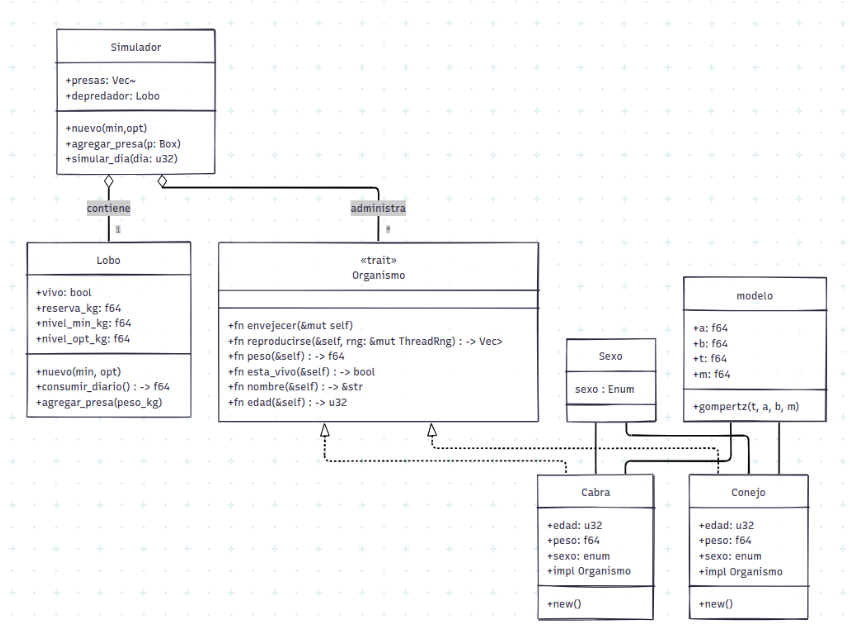 Simulador
+presas: Vec~
+depredador: Lobo
+nuevo(min,opt)
+agregar_presa(p: Box)
+simular_dia(dia: u32)
contiene
1
administra
*
Lobo
+vivo: bool
+reserva_kg: f64
+nivel_min_kg: f64
+nivel_opt_kg: f64
+nuevo(min, opt)
+consumir_diario() : -> f64
+agregar_presa(peso_kg)
«trait»
Organismo
+fn envejecer(&mut self)
+fn reproducirse(&self, rng: &mut ThreadRng) : -> Vec>
+fn peso(&self) : -> f64
+fn esta_vivo(&self) : -> bool
+fn nombre(&self) : -> &str
+fn edad(&self) : -> u32
Sexo
sexo : Enum
modelo
+a: f64
+b: f64
+t: f64
+m: f64
+gompertz(t, a, b, m)
Cabra
+edad: u32
+peso: f64
+sexo: enum
+impl Organismo
+new()
Conejo
+edad: u32
+peso: f64
+sexo: enum
+impl Organismo
+new()